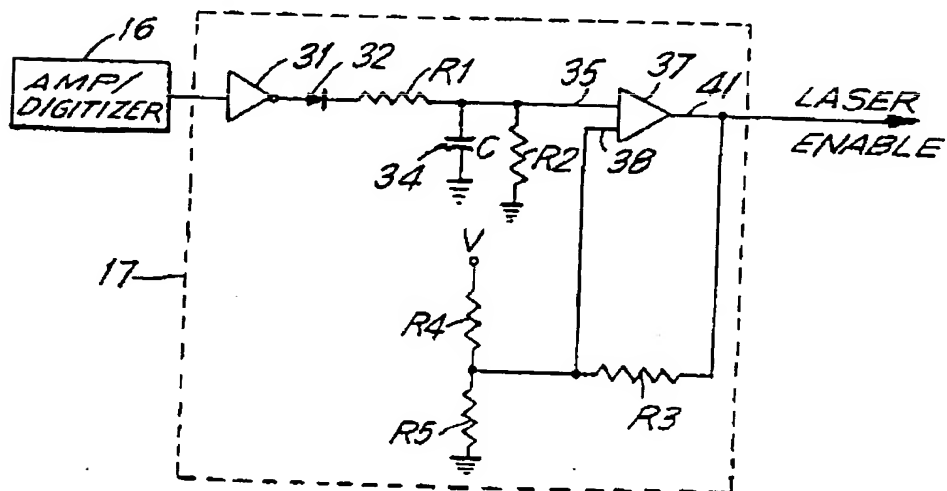 16
AMP/
DIGITIZER
31
32
R1
35
37
41
LASER
ENABLE
34
C
R2
38
17
V
R4
R3
R5